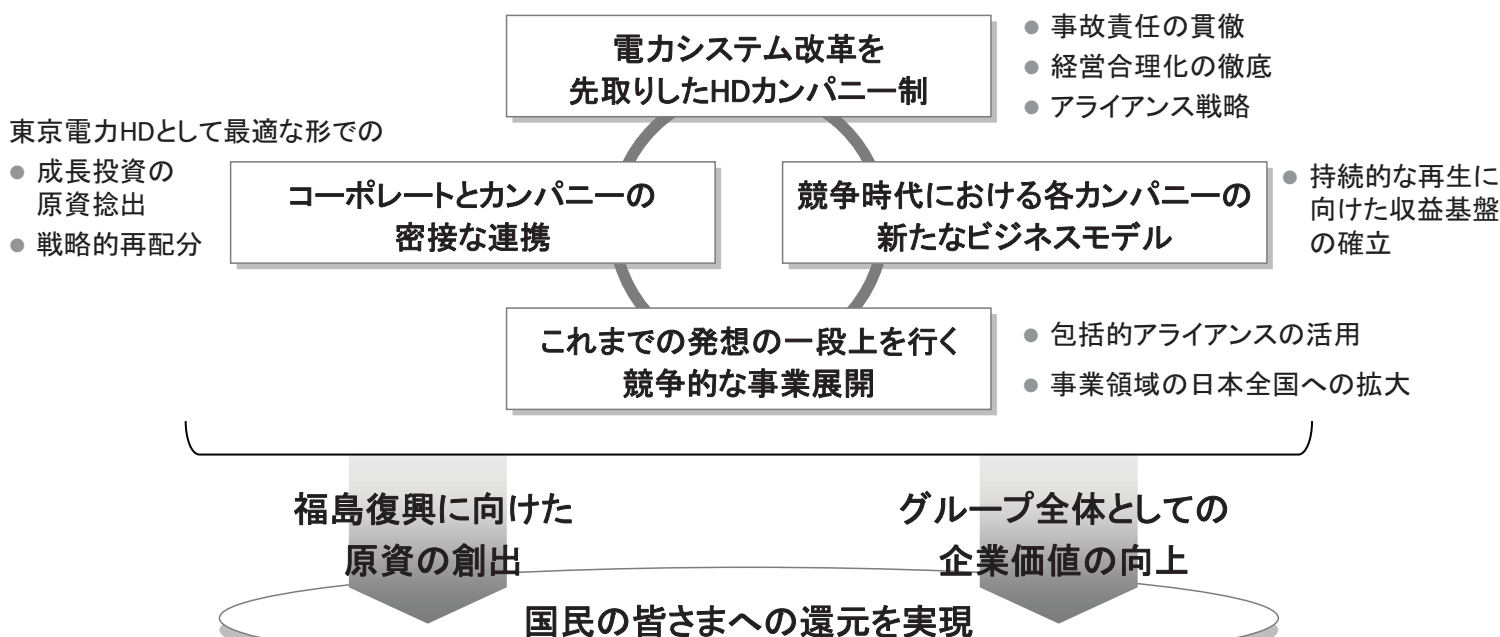 電力システム改革を
先取りしたHDカンパニー制
● 事故責任の貫徹
● 経営合理化の徹底
● アライアンス戦略
東京電力HDとして最適な形での
● 成長投資の
原資捻出
● 戦略的再配分
コーポレートとカンパニーの
密接な連携
競争時代における各カンパニーの
新たなビジネスモデル
● 持続的な再生に
向けた収益基盤
の確立
これまでの発想の一段上を行く
競争的な事業展開
● 包括的アライアンスの活用
● 事業領域の日本全国への拡大
福島復興に向けた
原資の創出
グループ全体としての
企業価値の向上
国民の皆さまへの還元を実現